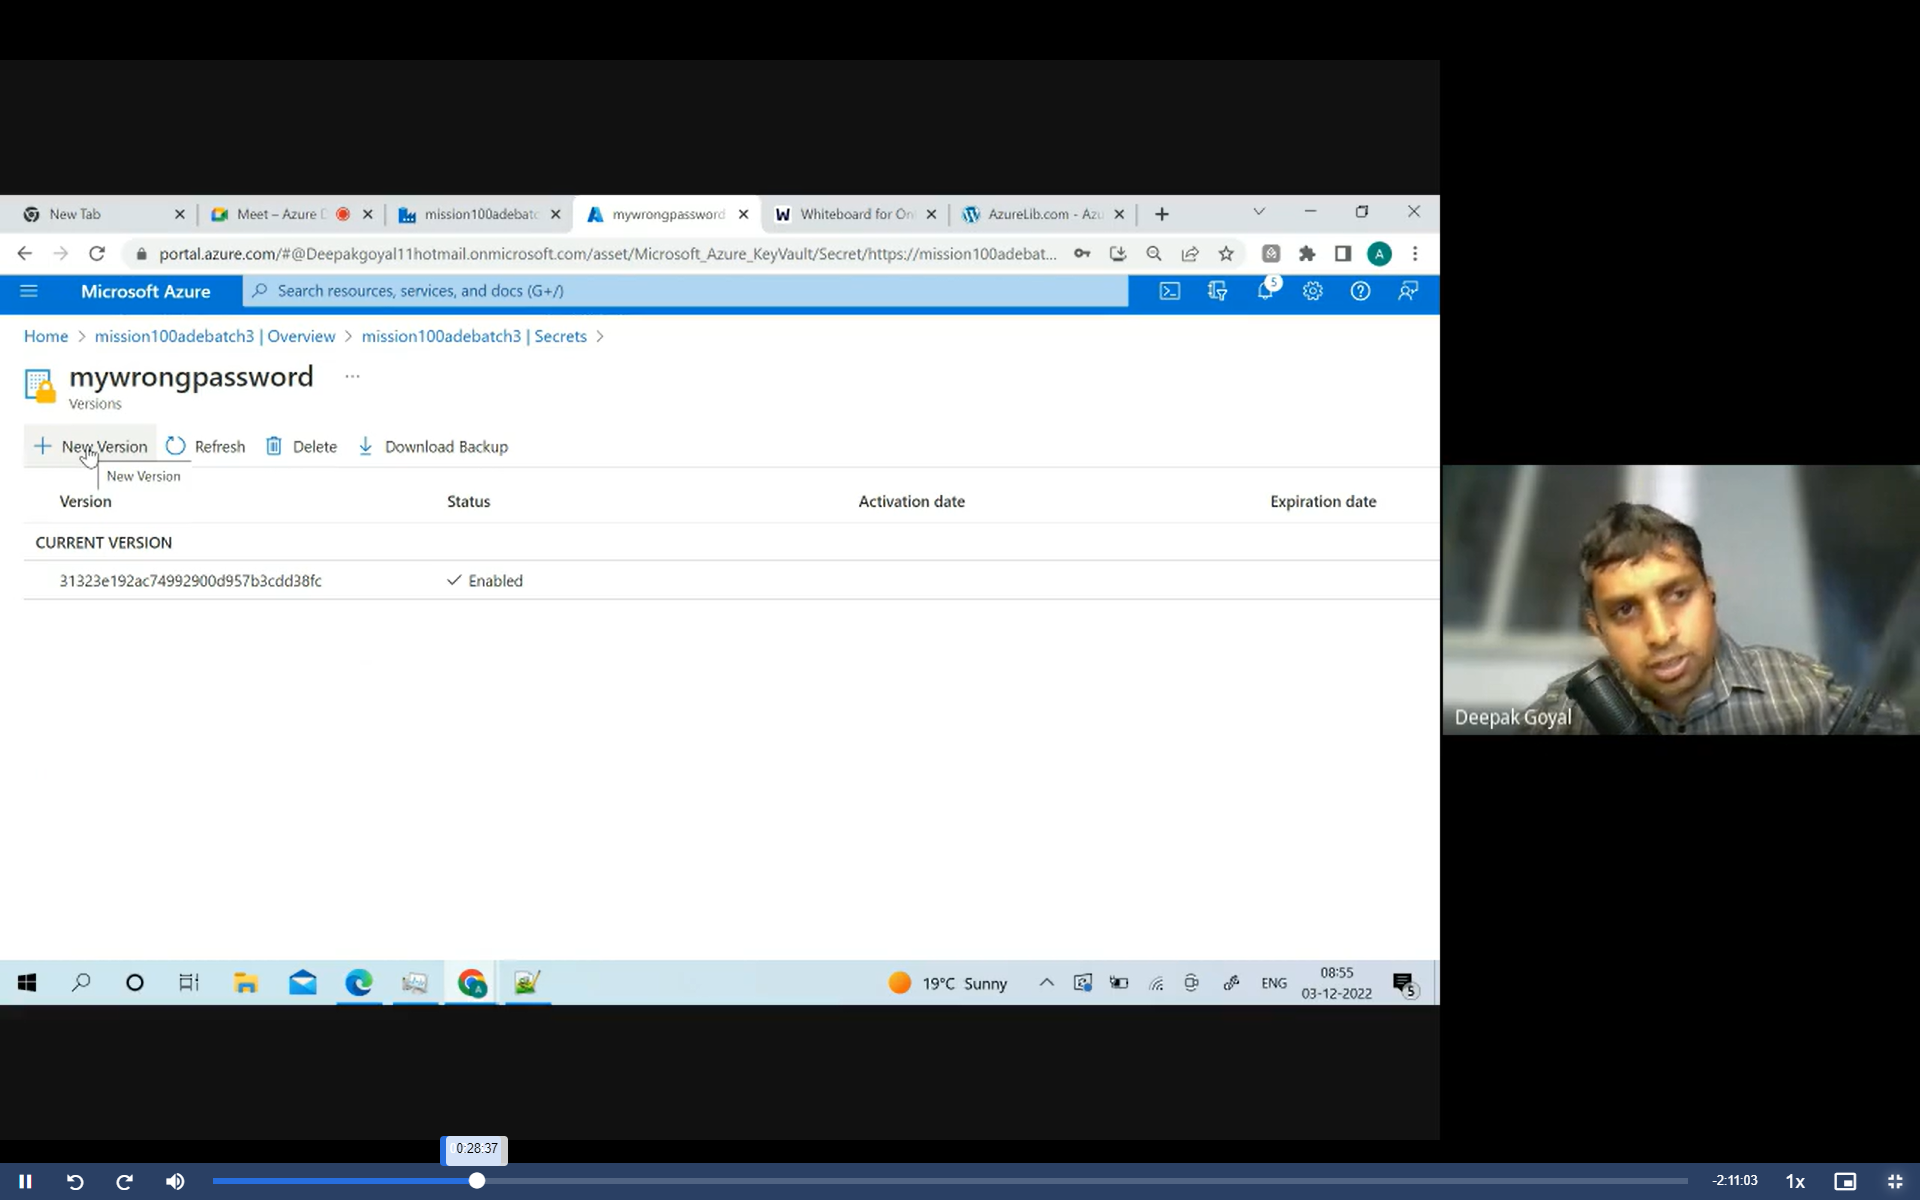 New Tab
Meet – Azure D
mission100adebatc
mywrongpassword
Whiteboard for On
AzureLib.com - Azu
portal.azure.com/#@Deepakgoyal11hotmail.onmicrosoft.com/asset/Microsoft_Azure_KeyVault/Secret/https://mission100adebat...
A
Microsoft Azure
Search resources, services, and docs (G+/)
5
Home > mission100adebatch3 | Overview > mission100adebatch3 | Secrets >
mywrongpassword ...
Versions
New Version Refresh Delete Download Backup
New Version
Version Status Activation date Expiration date
CURRENT VERSION
31323e192ac74992900d957b3cdd38fc Enabled
Deepak Goyal
19°C Sunny
ENG
08:55
03-12-2022
5
0:28:37
-2:11:03
1x